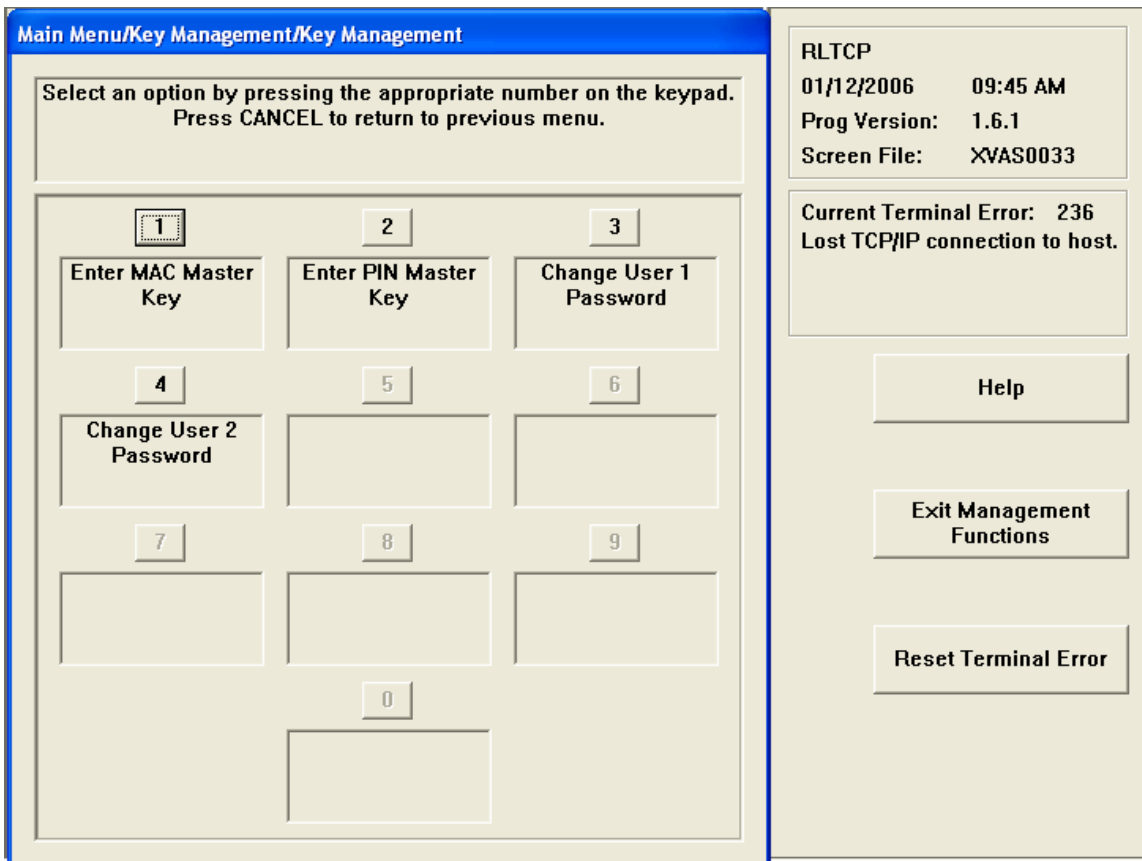 Main Menu/Key Management/Key Management
Select an option by pressing the appropriate number on the keypad.
Press CANCEL to return to previous menu.
1
2
3
Enter MAC Master
Key
Enter PIN Master
Key
Change User 1
Password
4
5
6
Change User 2
Password
7
8
9
0
RLTCP
01/12/2006 09:45 AM
Prog Version: 1.6.1
Screen File: XVAS0033
Current Terminal Error: 236
Lost TCP/IP connection to host.
Help
Exit Management
Functions
Reset Terminal Error